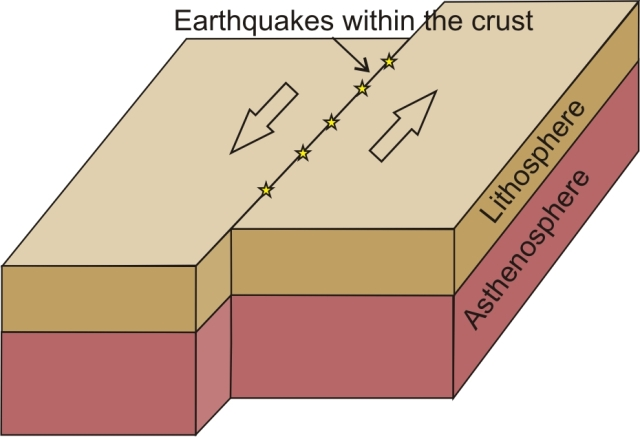 Earthquakes within the crust
Lithosphere
Asthenosphere